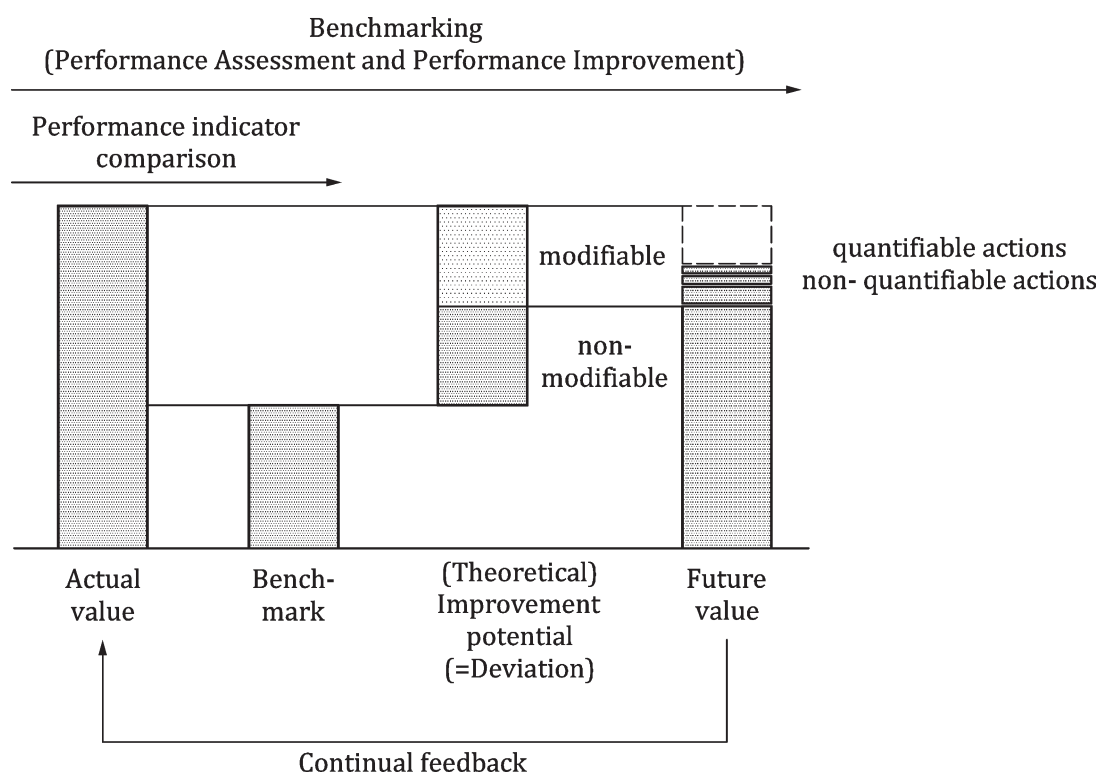 Benchmarking
(Performance Assessment and Performance Improvement)
Performance indicator
comparison
modifiable
quantifiable actions
non- quantifiable actions
non-
modifiable
Actual
value
Bench-
mark
(Theoretical)
Improvement
potential
(=Deviation)
Future
value
Continual feedback